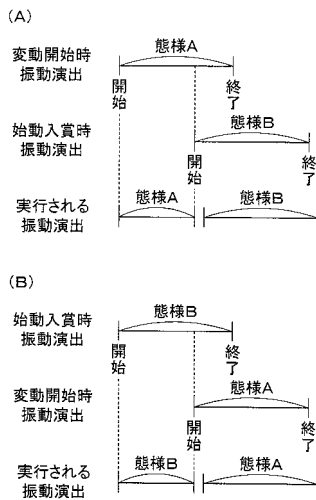 (A)
変動開始時
振動演出
態様A
開始
終了
始動入賞時
振動演出
態様B
開始
終了
実行される
振動演出
態様A
態様B
(B)
始動入賞時
振動演出
態様B
開始
終了
変動開始時
振動演出
態様A
開始
終了
実行される
振動演出
態様B
態様A